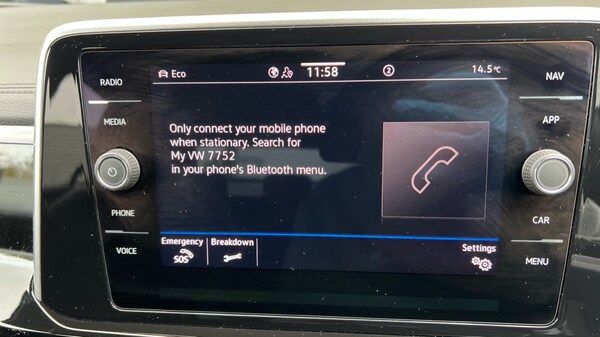 RADIO
MEDIA
PHONE
VOICE
Eco
11:58
2
14.5°C
Only connect your mobile phone
when stationary. Search for
My VW 7752
in your phone's Bluetooth menu.
Emergency
SOS
Breakdown
Settings
NAV
APP
CAR
MENU